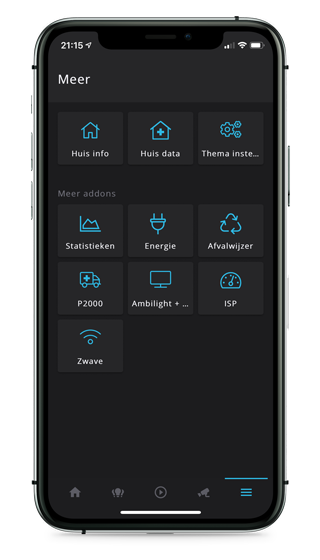 21:15
Meer
Huis info
Huis data
Thema inste...
Meer addons
Statistieken
Energie
Afvalwijzer
P2000
Ambilight + ...
ISP
Zwave